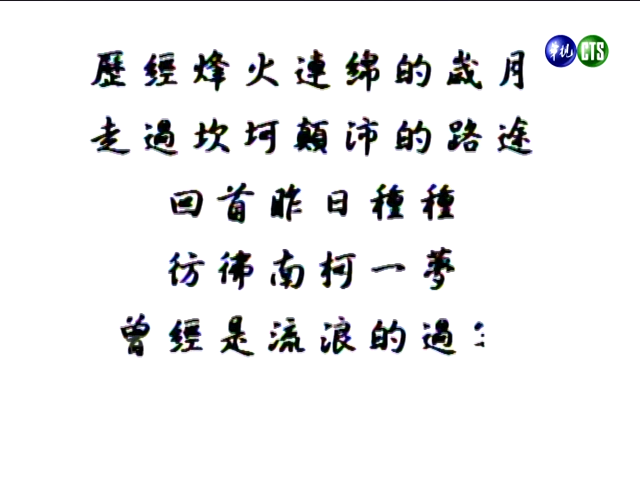 華視 CTS
歷經烽火連綿的歲月
走過坎坷顛沛的路途
回首昨日種種
彷彿南柯一夢
曾經是流浪的過